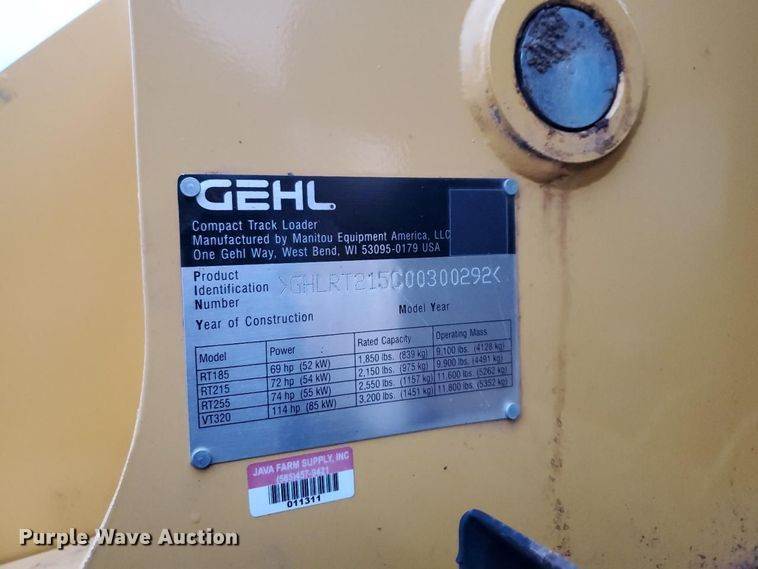 GEHL
Compact Track Loader
Manufactured by Manitou Equipment America, LLC
One Gehl Way, West Bend, WI 53095-0179 USA
Product
Identification
Number
>GHLRT215C00300292<
Year of Construction Model Year
Model Power Rated Capacity Operating Mass
RT185 69 hp (52 kW) 1,850 lbs. (839 kg) 9,100 lbs. (4128 kg)
RT215 72 hp (54 kW) 2,150 lbs. (975 kg) 9,900 lbs. (4491 kg)
RT255 74 hp (55 kW) 2,550 lbs. (1157 kg) 11,600 lbs. (5262 kg)
VT320 114 hp (85 kW) 3,200 lbs. (1451 kg) 11,800 lbs. (5352 kg)
JAVA FARM SUPPLY, INC
(585)457-9421
011311
Purple Wave Auction